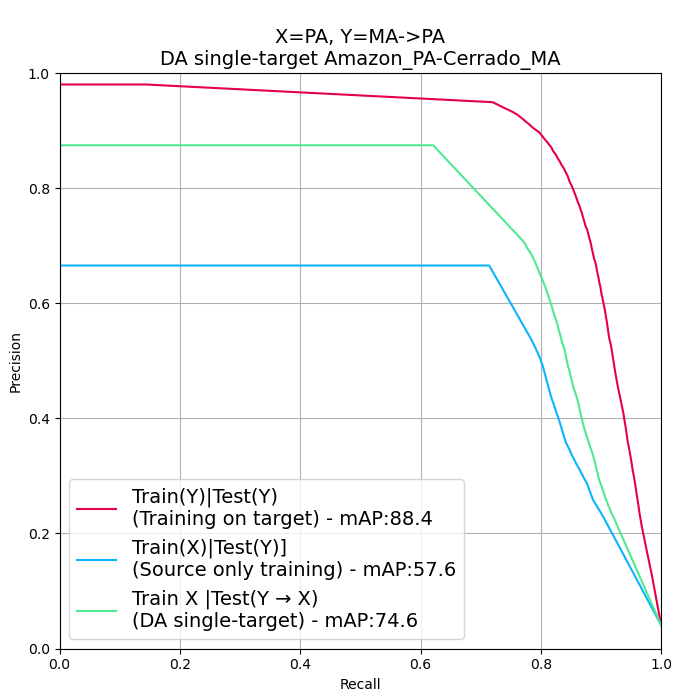 X=PA, Y=MA->PA
DA single-target Amazon_PA-Cerrado_MA
1.0
0.8
0.6
0.4
0.2
0.0
Precision
Train(Y)|Test(Y)
(Training on target) - mAP:88.4
Train(X)|Test(Y)]
(Source only training) - mAP:57.6
Train X |Test(Y → X)
(DA single-target) - mAP:74.6
0.0 0.2 0.4 0.6 0.8 1.0
Recall